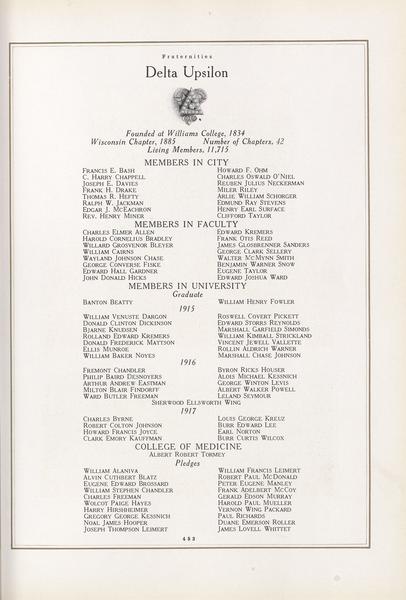 Fraternities
Delta Upsilon
Founded at Williams College, 1834
Wisconsin Chapter, 1885 Number of Chapters, 42
Living Members, 11,715
MEMBERS IN CITY
Francis E. Bash
C. Harry Chappell
Joseph E. Davies
Frank H. Drake
Thomas R. Hefty
Ralph W. Jackman
Edgar J. McEachron
Rev. Henry Miner
Howard F. Ohm
Charles Oswald O'Niel
Reuben Julius Neckerman
Miler Riley
Arlie William Schorger
Edmund Ray Stevens
Henry Earl Surface
Clifford Taylor
MEMBERS IN FACULTY
Charles Elmer Allen
Harold Cornelius Bradley
Willard Grosvenor Bleyer
William Cairns
Wayland Johnson Chase
George Converse Fiske
Edward Hall Gardner
John Donald Hicks
Edward Kremers
Frank Otis Reed
James Glosbrenner Sanders
George Clark Sellery
Walter McMynn Smith
Benjamin Warner Snow
Eugene Taylor
Edward Joshua Ward
MEMBERS IN UNIVERSITY
Graduate
Banton Beatty
William Henry Fowler
1915
William Venuste Dargon
Donald Clinton Dickinson
Bjarne Knudsen
Rolland Edward Kremers
Donald Frederick Mattson
Ellis Munroe
William Baker Noyes
Roswell Covert Pickett
Edward Storrs Reynolds
Marshall Garfield Simonds
William Kimball Strickland
Vincent Jewell Vallette
Rollin Aldrich Warner
Marshall Chase Johnson
1916
Fremont Chandler
Philip Baird Desnoyers
Arthur Andrew Eastman
Milton Blair Findorff
Ward Butler Freeman
Byron Ricks Houser
Alois Michael Kessnich
George Winton Levis
Albert Walker Powell
Leland Seymour
Sherwood Ellsworth Wing
1917
Charles Byrne
Robert Colton Johnson
Howard Francis Joyce
Clark Emory Kauffman
Louis George Kreuz
Burr Edward Lee
Earl Norton
Burr Curtis Wilcox
COLLEGE OF MEDICINE
Albert Robert Tormey
Pledges
William Alaniva
Alvin Cuthbert Blatz
Eugene Edward Brossard
William Stephen Chandler
Charles Freeman
Wolcot Paige Hayes
Harry Hirshheimer
Gregory George Kessnich
Noal James Hooper
Joseph Thompson Leimert
William Francis Leimert
Robert Paul McDonald
Peter Eugene Manley
Frank Adelbert McCoy
Gerald Edson Murray
Harold Paul Mueller
Vernon Wing Packard
Paul Richards
Duane Emerson Roller
James Lovell Whittet
453